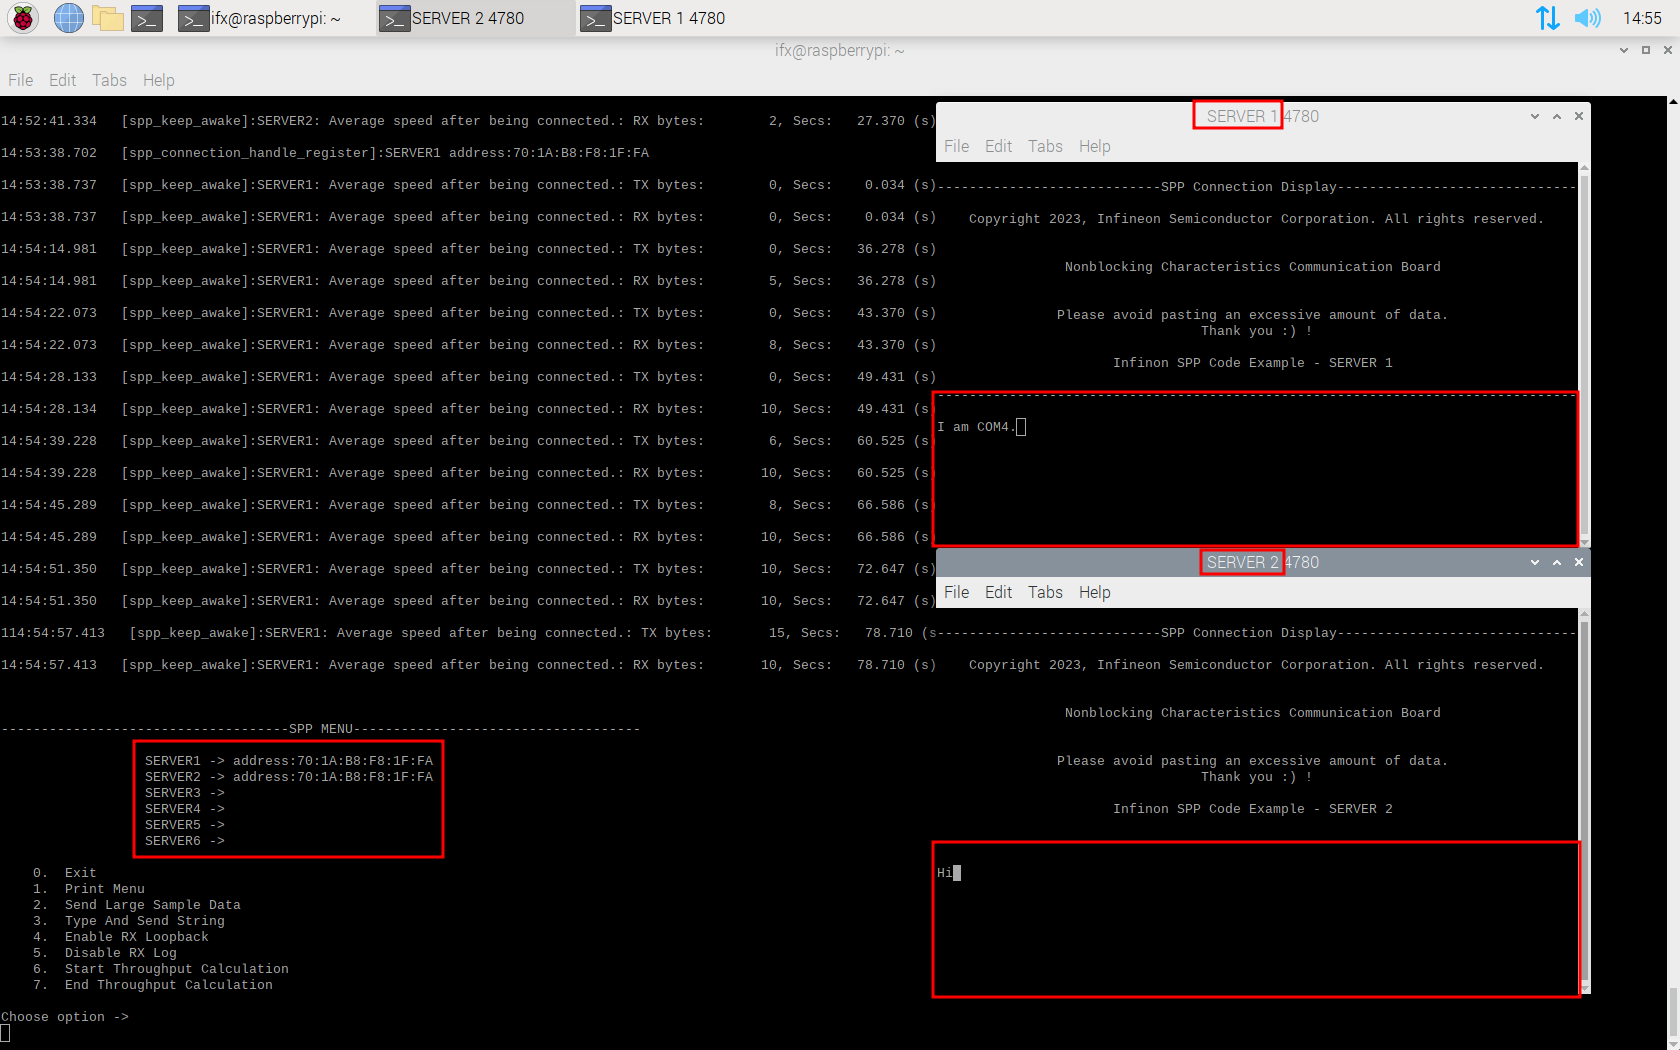 ifx@raspberrypi: ~
SERVER 2 4780
SERVER 1 4780
14:55
ifx@raspberrypi: ~
File Edit Tabs Help
14:52:41.334 [spp_keep_awake]:SERVER2: Average speed after being connected.: RX bytes: 2, Secs: 27.370 (s)
14:53:38.702 [spp_connection_handle_register]:SERVER1 address:70:1A:B8:F8:1F:FA
14:53:38.737 [spp_keep_awake]:SERVER1: Average speed after being connected.: TX bytes: 0, Secs: 0.034 (s)
14:53:38.737 [spp_keep_awake]:SERVER1: Average speed after being connected.: RX bytes: 0, Secs: 0.034 (s)
14:54:14.981 [spp_keep_awake]:SERVER1: Average speed after being connected.: TX bytes: 0, Secs: 36.278 (s)
14:54:14.981 [spp_keep_awake]:SERVER1: Average speed after being connected.: RX bytes: 5, Secs: 36.278 (s)
14:54:22.073 [spp_keep_awake]:SERVER1: Average speed after being connected.: TX bytes: 0, Secs: 43.370 (s)
14:54:22.073 [spp_keep_awake]:SERVER1: Average speed after being connected.: RX bytes: 8, Secs: 43.370 (s)
14:54:28.133 [spp_keep_awake]:SERVER1: Average speed after being connected.: TX bytes: 0, Secs: 49.431 (s)
14:54:28.134 [spp_keep_awake]:SERVER1: Average speed after being connected.: RX bytes: 10, Secs: 49.431 (s
14:54:39.228 [spp_keep_awake]:SERVER1: Average speed after being connected.: TX bytes: 6, Secs: 60.525 (s
14:54:39.228 [spp_keep_awake]:SERVER1: Average speed after being connected.: RX bytes: 10, Secs: 60.525 (s
14:54:45.289 [spp_keep_awake]:SERVER1: Average speed after being connected.: TX bytes: 8, Secs: 66.586 (s
14:54:45.289 [spp_keep_awake]:SERVER1: Average speed after being connected.: RX bytes: 10, Secs: 66.586 (s
14:54:51.350 [spp_keep_awake]:SERVER1: Average speed after being connected.: TX bytes: 10, Secs: 72.647 (s)
14:54:51.350 [spp_keep_awake]:SERVER1: Average speed after being connected.: RX bytes: 10, Secs: 72.647 (s)
114:54:57.413 [spp_keep_awake]:SERVER1: Average speed after being connected.: TX bytes: 15, Secs: 78.710 (s
14:54:57.413 [spp_keep_awake]:SERVER1: Average speed after being connected.: RX bytes: 10, Secs: 78.710 (s)
------------------------------------SPP MENU------------------------------------
SERVER1 -> address:70:1A:B8:F8:1F:FA
SERVER2 -> address:70:1A:B8:F8:1F:FA
SERVER3 ->
SERVER4 ->
SERVER5 ->
SERVER6 ->
0. Exit
1. Print Menu
2. Send Large Sample Data
3. Type And Send String
4. Enable RX Loopback
5. Disable RX Log
6. Start Throughput Calculation
7. End Throughput Calculation
Choose option ->
SERVER 1 4780
File Edit Tabs Help
----------------------------SPP Connection Display------------------------------
Copyright 2023, Infineon Semiconductor Corporation. All rights reserved.
Nonblocking Characteristics Communication Board
Please avoid pasting an excessive amount of data.
Thank you :) !
Infinon SPP Code Example - SERVER 1
--------------------------------------------------------------------------------
I am COM4.
SERVER 2 4780
File Edit Tabs Help
----------------------------SPP Connection Display------------------------------
Copyright 2023, Infineon Semiconductor Corporation. All rights reserved.
Nonblocking Characteristics Communication Board
Please avoid pasting an excessive amount of data.
Thank you :) !
Infinon SPP Code Example - SERVER 2
Hi